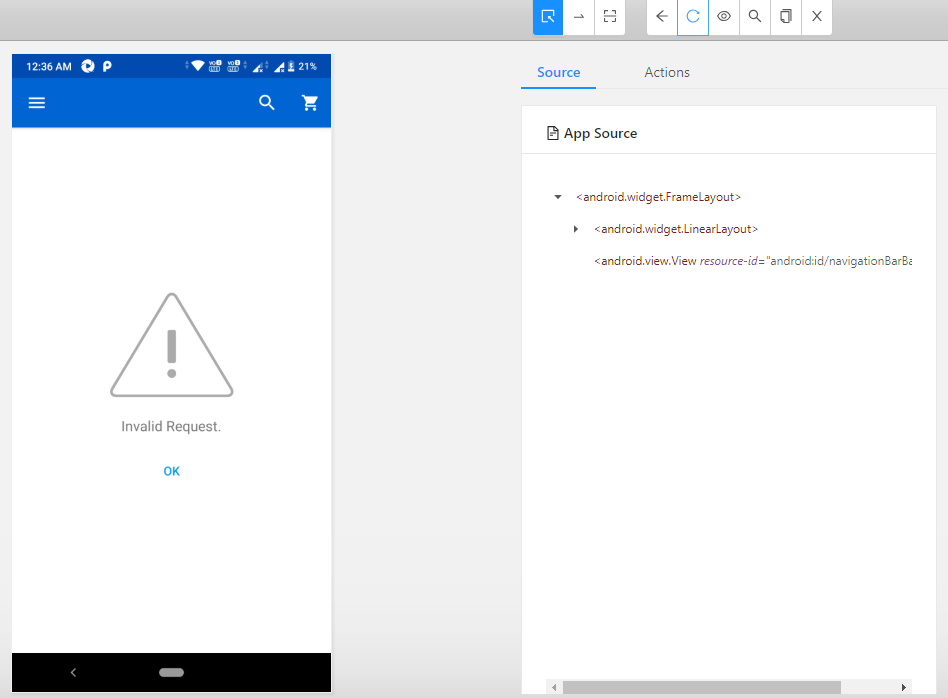 12:36 AM
21%
Invalid Request.
OK
Source
Actions
App Source
<android.widget.FrameLayout>
<android.widget.LinearLayout>
<android.view.View resource-id="android:id/navigationBarBa